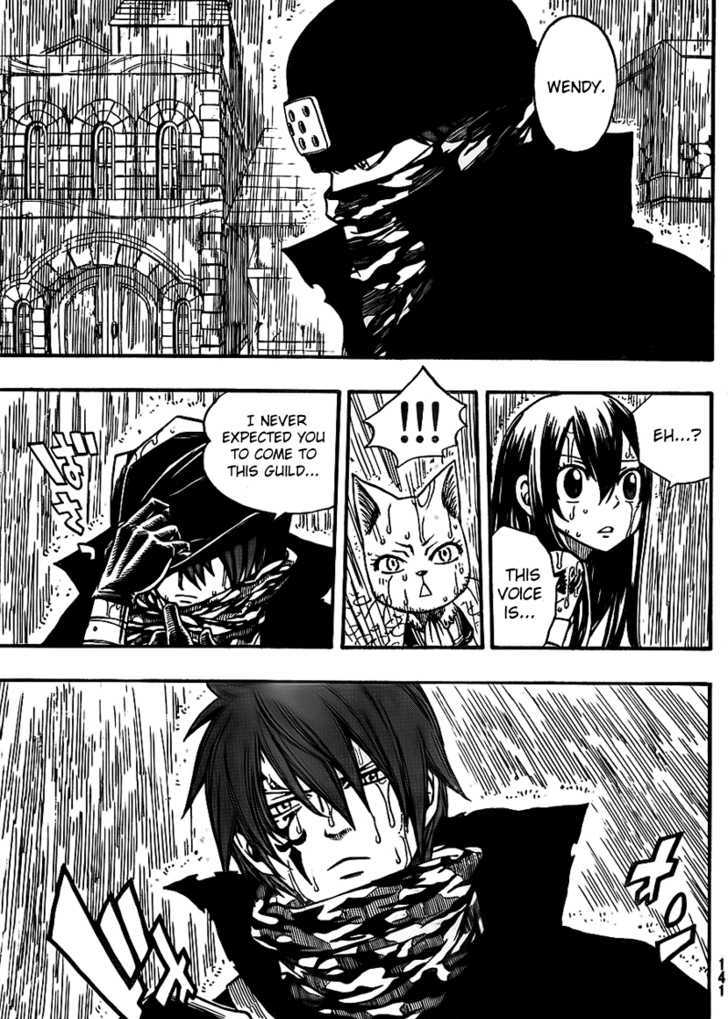 WENDY.
EH...?
THIS
VOICE
IS...
!!!
I NEVER
EXPECTED YOU
TO COME TO
THIS GUILD...
141